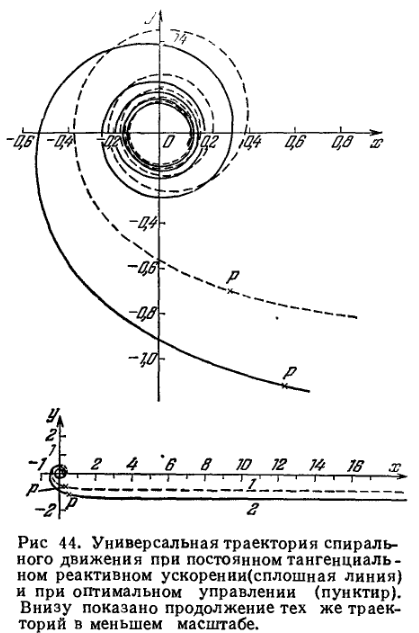 y
0,4
-0,6
-0,4
-0,2
0
0,2
0,4
0,6
0,8
x
-0,4
-0,6
P
-0,8
-1,0
P
y
2
1
-1
2
4
6
8
10
12
14
16
x
P
1
P
-2
2
Рис 44. Универсальная траектория спираль-
ного движения при постоянном тангенциаль-
ном реактивном ускорении(сплошная линия)
и при оптимальном управлении (пунктир).
Внизу показано продолжение тех же траек-
торий в меньшем масштабе.